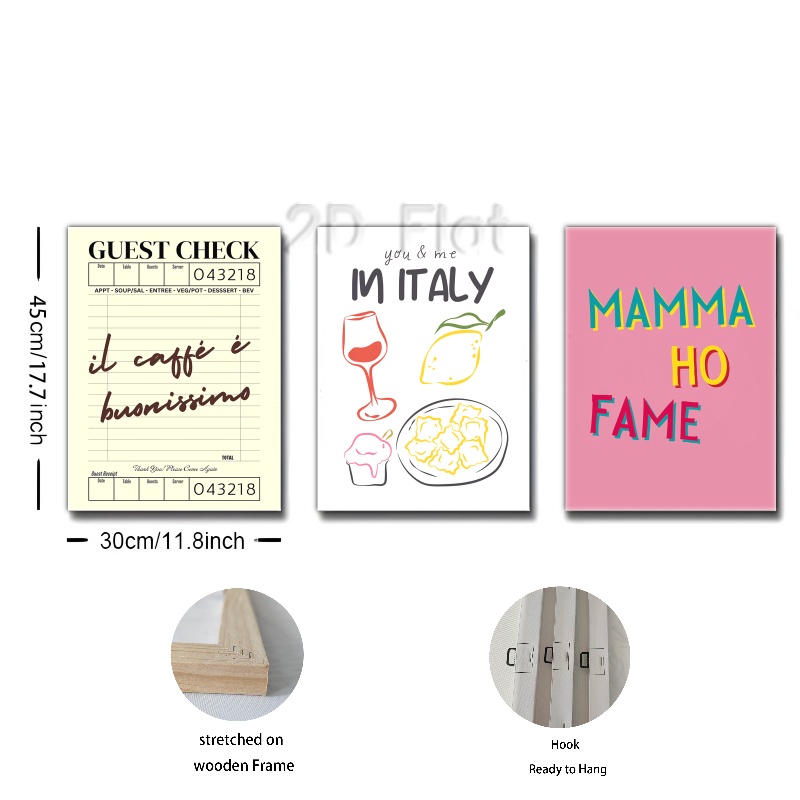 2D Flat
GUEST CHECK
Date Table Guests Server 043218
APPT - SOUP/SAL - ENTREE - VEG/POT - DESSSERT - BEV
il caffé é
buonissimo
TOTAL
Thank You! Please Come Again
Guest Receipt
Date Table Guests Server 043218
you & me
IN ITALY
MAMMA
HO
FAME
45cm/17.7inch
30cm/11.8inch
stretched on
wooden Frame
Hook
Ready to Hang